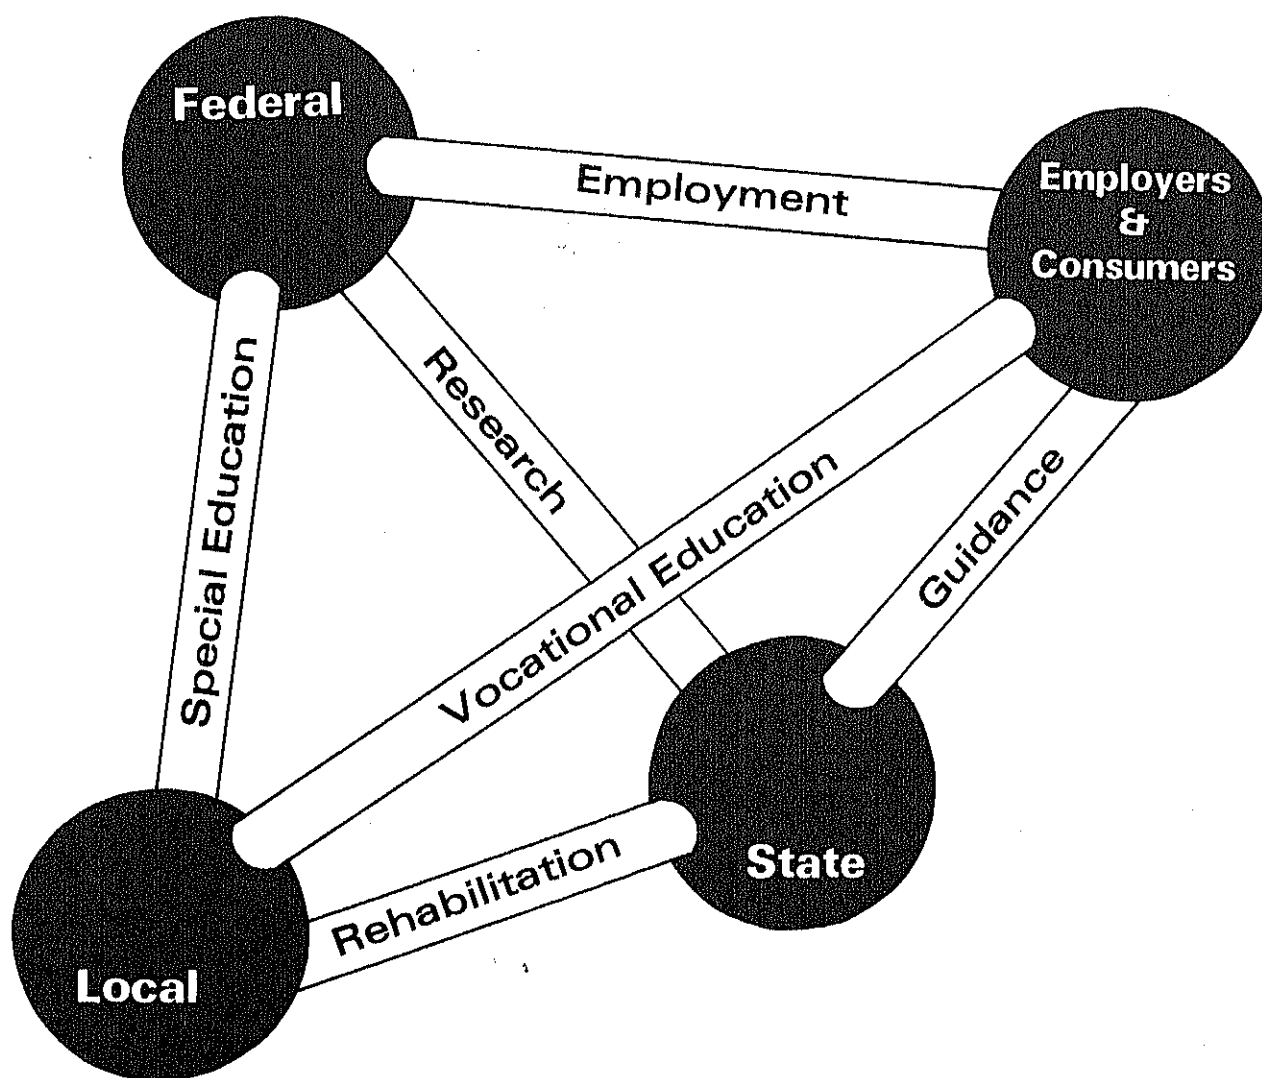 Federal
Employment
Employers
&
Consumers
Special Education
Research
Vocational Education
Guidance
Rehabilitation
State
Local